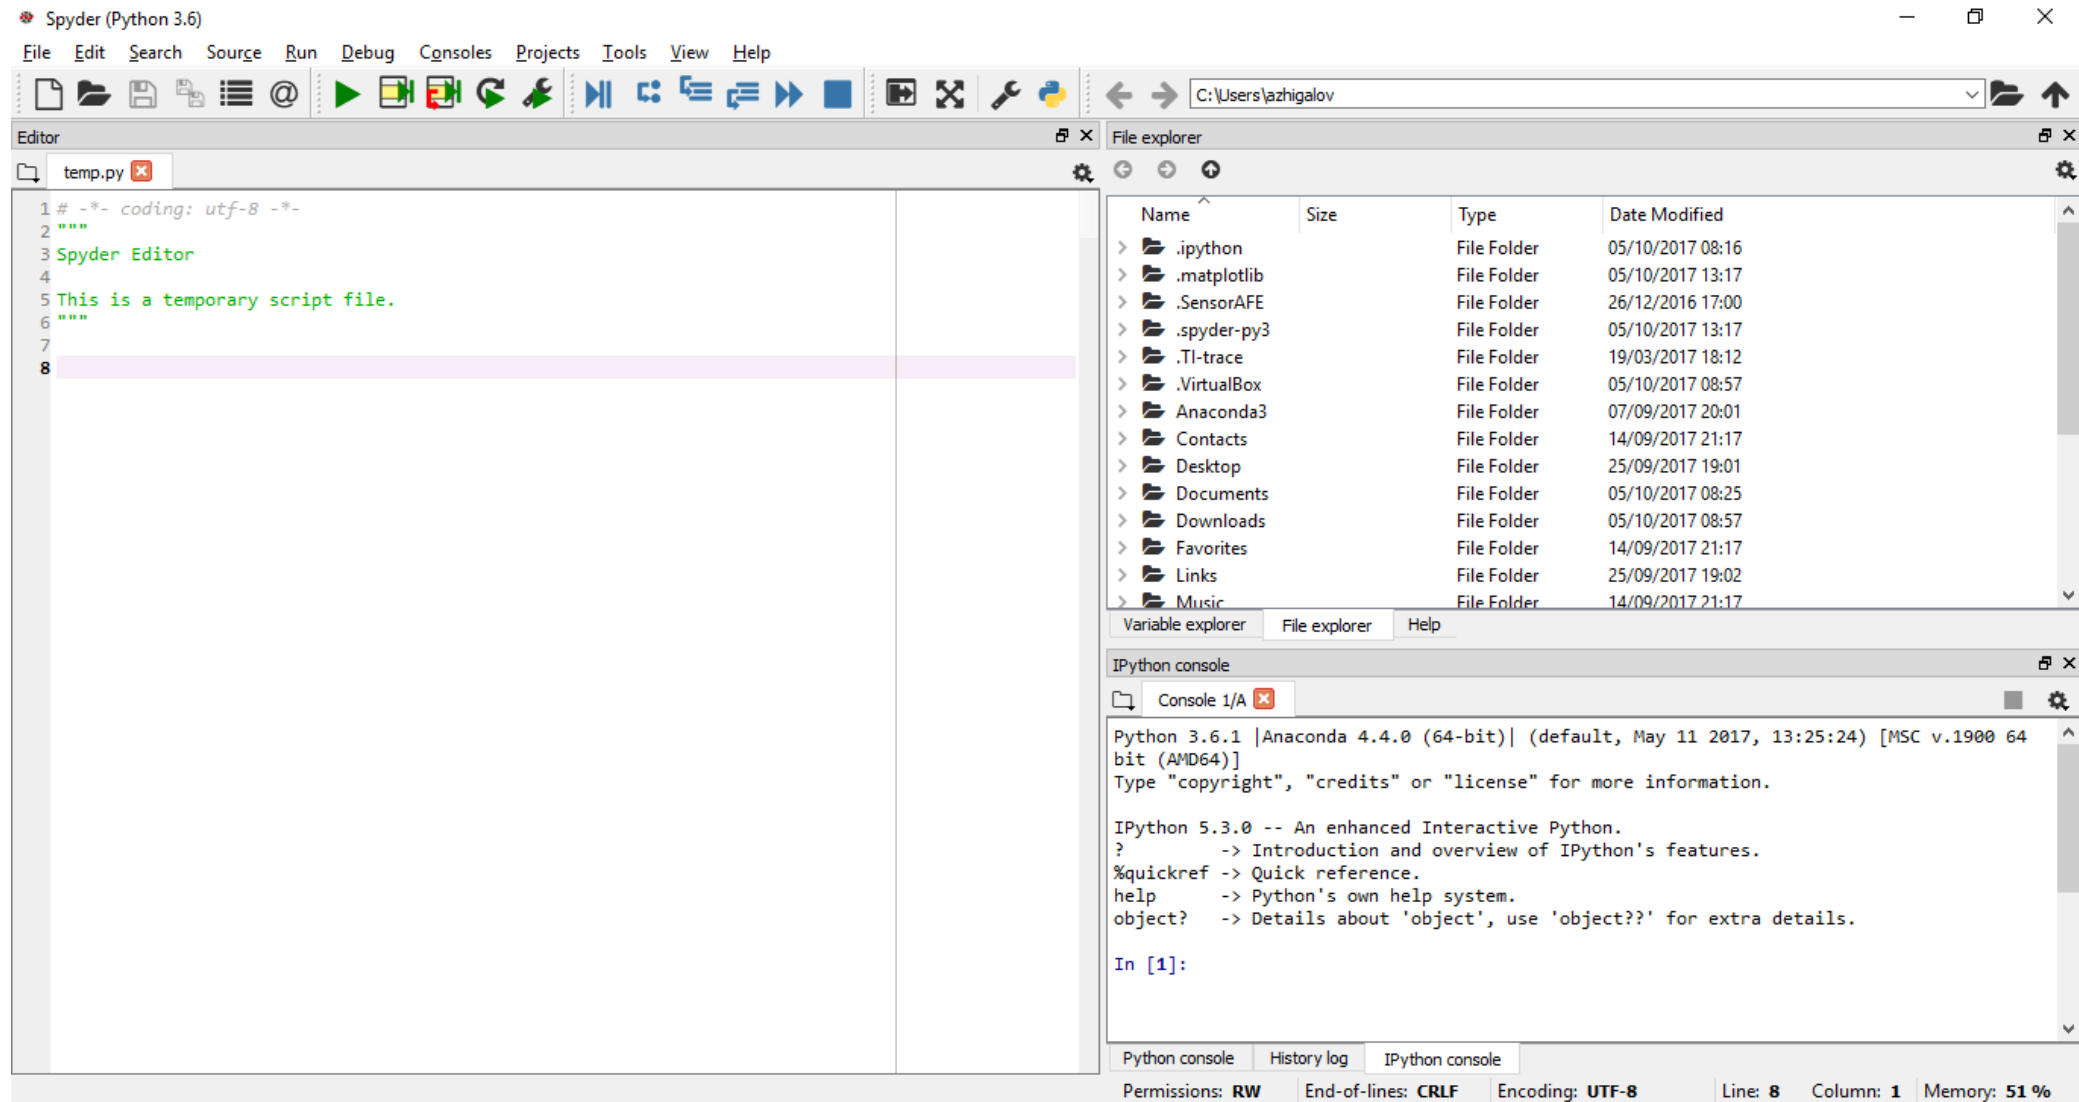 Spyder (Python 3.6)
File Edit Search Source Run Debug Consoles Projects Tools View Help
@ C:\Users\azhigalov
Editor
temp.py
1 # -*- coding: utf-8 -*-
2 """
3 Spyder Editor
4
5 This is a temporary script file.
6 """
7
8
File explorer
Name Size Type Date Modified
.ipython File Folder 05/10/2017 08:16
.matplotlib File Folder 05/10/2017 13:17
.SensorAFE File Folder 26/12/2016 17:00
.spyder-py3 File Folder 05/10/2017 13:17
.TI-trace File Folder 19/03/2017 18:12
.VirtualBox File Folder 05/10/2017 08:57
Anaconda3 File Folder 07/09/2017 20:01
Contacts File Folder 14/09/2017 21:17
Desktop File Folder 25/09/2017 19:01
Documents File Folder 05/10/2017 08:25
Downloads File Folder 05/10/2017 08:57
Favorites File Folder 14/09/2017 21:17
Links File Folder 25/09/2017 19:02
Music File Folder 14/09/2017 21:17
Variable explorer File explorer Help
IPython console
Console 1/A
Python 3.6.1 |Anaconda 4.4.0 (64-bit)| (default, May 11 2017, 13:25:24) [MSC v.1900 64
bit (AMD64)]
Type "copyright", "credits" or "license" for more information.
IPython 5.3.0 -- An enhanced Interactive Python.
? -> Introduction and overview of IPython's features.
%quickref -> Quick reference.
help -> Python's own help system.
object? -> Details about 'object', use 'object??' for extra details.
In [1]:
Python console History log IPython console
Permissions: RW End-of-lines: CRLF Encoding: UTF-8 Line: 8 Column: 1 Memory: 51 %